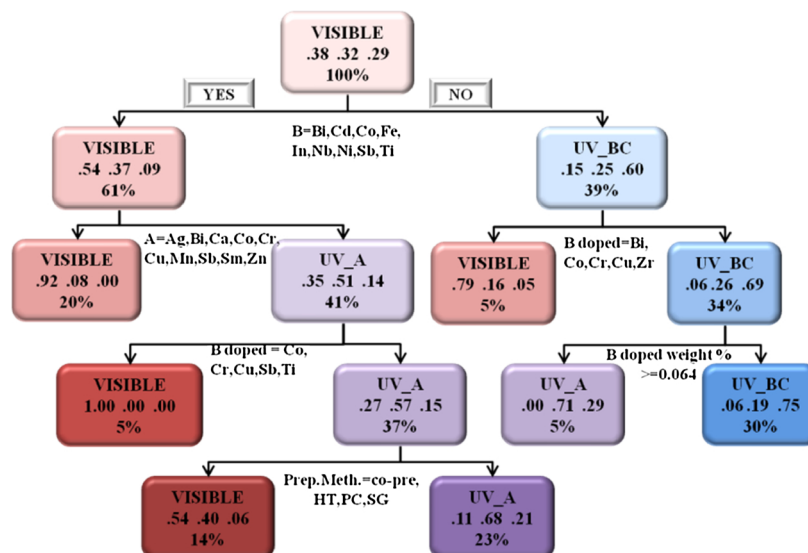 VISIBLE
.38 .32 .29
100%
YES
NO
B=Bi,Cd,Co,Fe,
In,Nb,Ni,Sb,Ti
VISIBLE
.54 .37 .09
61%
UV_BC
.15 .25 .60
39%
A=Ag,Bi,Ca,Co,Cr,
Cu,Mn,Sb,Sm,Zn
B doped=Bi,
Co,Cr,Cu,Zr
VISIBLE
.92 .08 .00
20%
UV_A
.35 .51 .14
41%
VISIBLE
.79 .16 .05
5%
UV_BC
.06 .26 .69
34%
B doped = Co,
Cr,Cu,Sb,Ti
B doped weight %
>=0.064
VISIBLE
1.00 .00 .00
5%
UV_A
.27 .57 .15
37%
UV_A
.00 .71 .29
5%
UV_BC
.06 .19 .75
30%
Prep.Meth.=co-pre,
HT,PC,SG
VISIBLE
.54 .40 .06
14%
UV_A
.11 .68 .21
23%